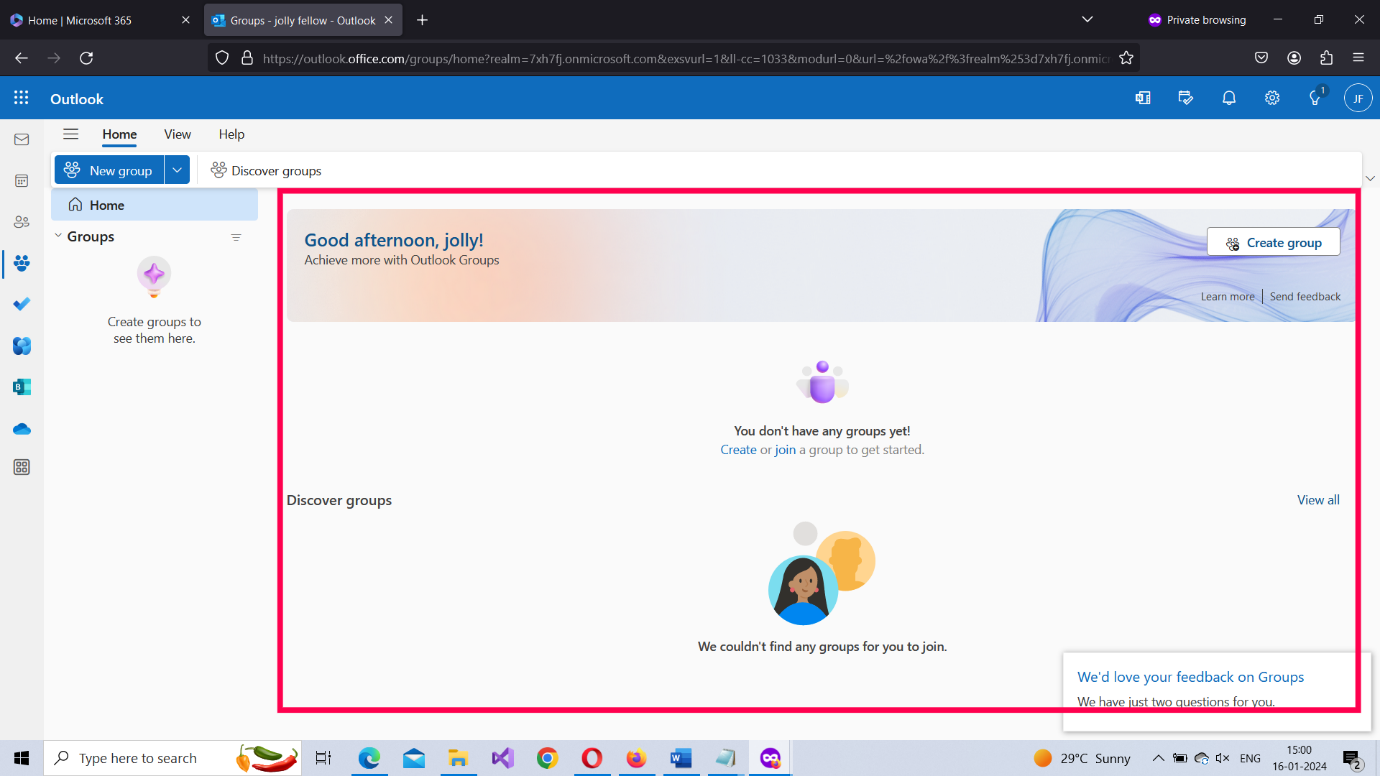 Home | Microsoft 365
Groups - jolly fellow - Outlook
Private browsing
https://outlook.office.com/groups/home?realm=7xh7fj.onmicrosoft.com&exsvurl=1&ll-cc=1033&modurl=0&url=%2fowa%2f%3frealm%253d7xh7fj.onmic
Outlook
1
JF
Home
View
Help
New group
Discover groups
Home
Groups
Create groups to
see them here.
Good afternoon, jolly!
Achieve more with Outlook Groups
Create group
Learn more
Send feedback
You don't have any groups yet!
Create or join a group to get started.
Discover groups
View all
We couldn't find any groups for you to join.
We'd love your feedback on Groups
We have just two questions for you.
Type here to search
29°C Sunny
ENG
15:00
16-01-2024
2